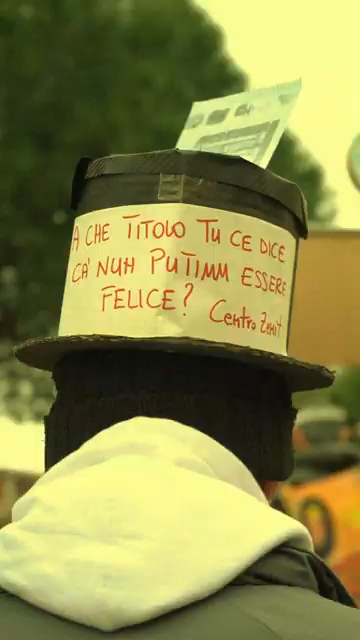 A CHE TITOLO TU CE DICE
CA' NUN PUTIMM ESSERE
FELICE?
Centro Zenit